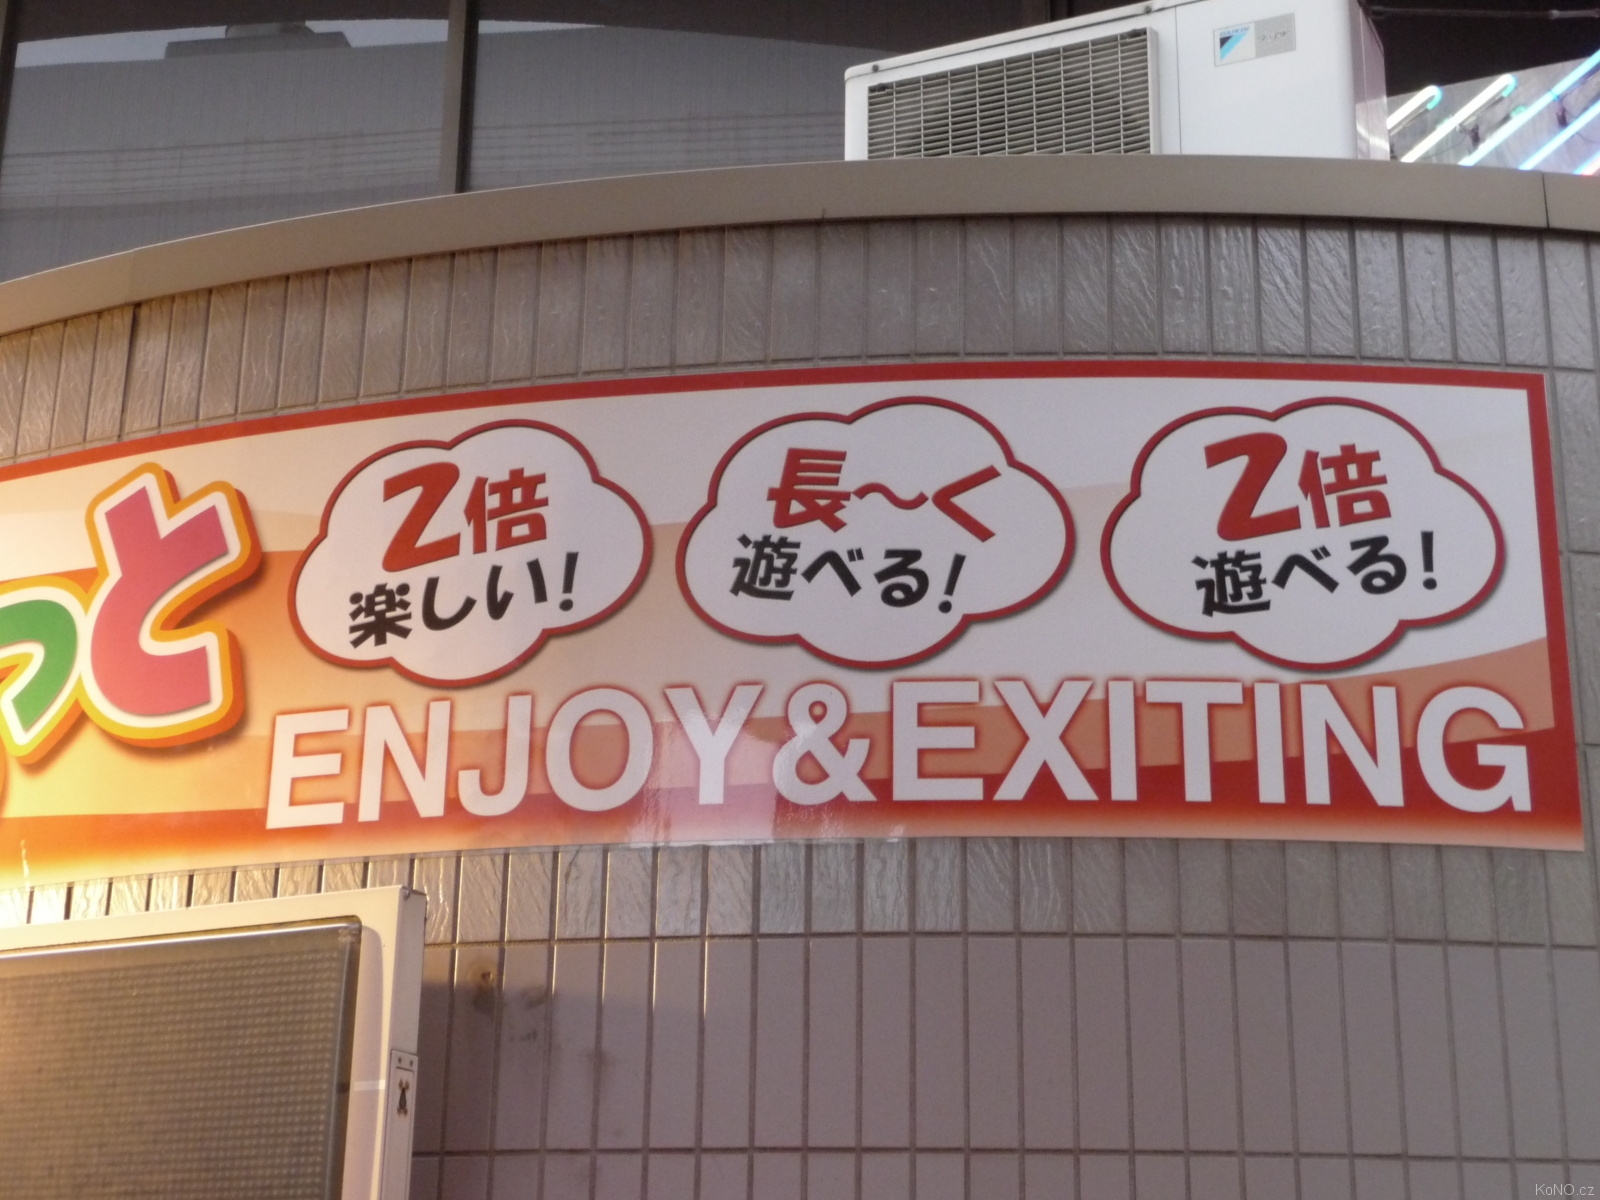 っと
2倍
楽しい!
長〜く
遊べる!
2倍
遊べる!
ENJOY&EXITING
DAIKIN
KoNO.cz